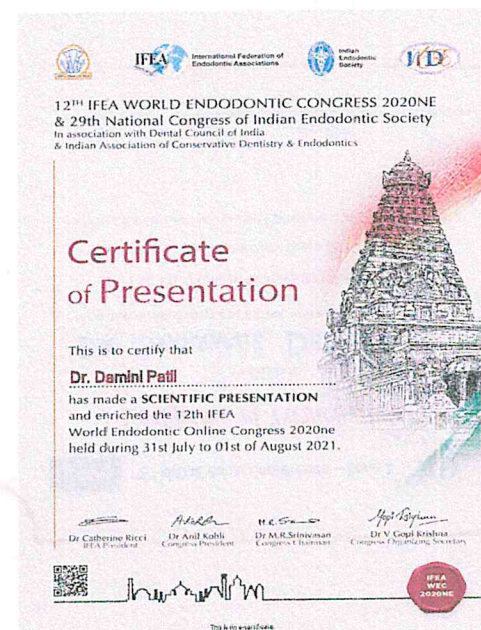 IFEA
International Federation of
Endodontic Associations
Indian
Endodontic
Society
12TH IFEA WORLD ENDODONTIC CONGRESS 2020NE
& 29th National Congress of Indian Endodontic Society
In association with Dental Council of India
& Indian Association of Conservative Dentistry & Endodontics
Certificate
of Presentation
This is to certify that
Dr. Damini Patil
has made a SCIENTIFIC PRESENTATION
and enriched the 12th IFEA
World Endodontic Online Congress 2020ne
held during 31st July to 01st of August 2021.
Dr Catherine Ricci
IFEA President
Dr Anil Kohli
Congress President
Dr M.R.Srinivasan
Congress Chairman
Dr V Gopi Krishna
Congress Organizing Secretary
IFEA
WEC
2020NE
This is an e-certificate